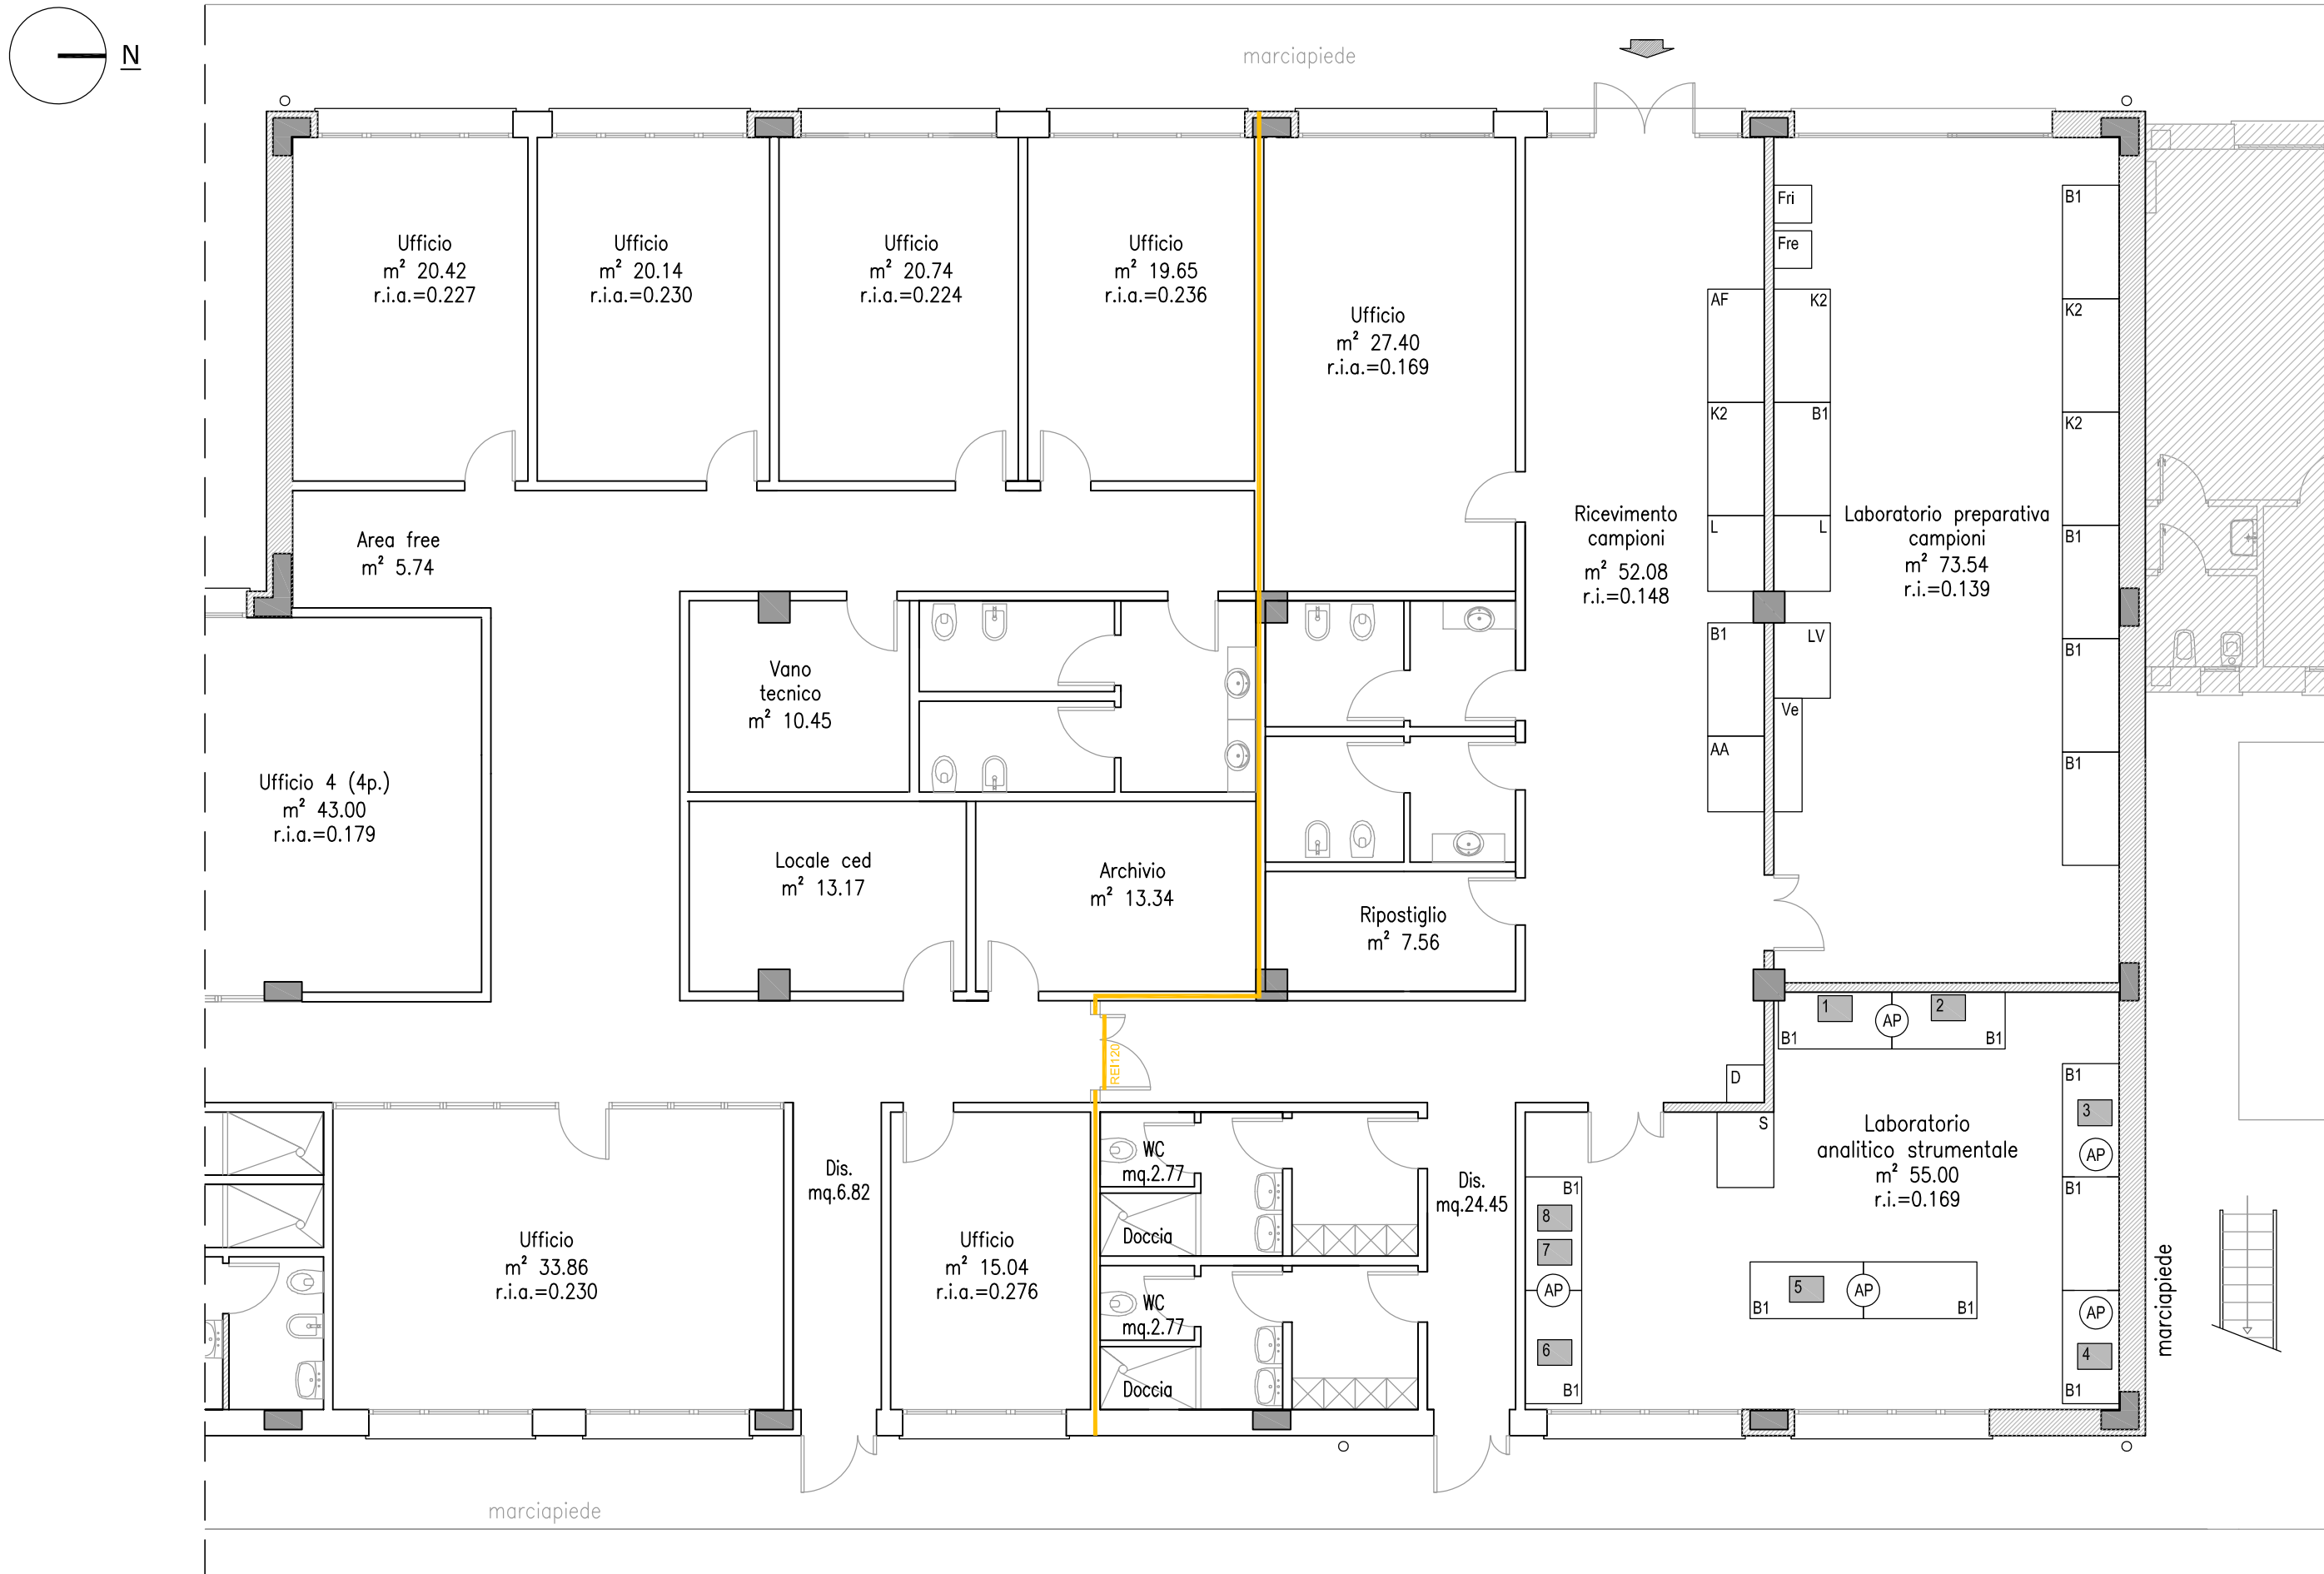 N
marciapiede
Ufficio
m² 20.42
r.i.a.=0.227
Ufficio
m² 20.14
r.i.a.=0.230
Ufficio
m² 20.74
r.i.a.=0.224
Ufficio
m² 19.65
r.i.a.=0.236
Ufficio
m² 27.40
r.i.a.=0.169
Fri
Fre
AF
K2
K2
B1
L
L
B1
LV
Ve
AA
B1
K2
K2
B1
B1
B1
Area free
m² 5.74
Ricevimento
campioni
m² 52.08
r.i.=0.148
Laboratorio preparativa
campioni
m² 73.54
r.i.=0.139
Vano
tecnico
m² 10.45
Ufficio 4 (4p.)
m² 43.00
r.i.a.=0.179
Locale ced
m² 13.17
Archivio
m² 13.34
Ripostiglio
m² 7.56
REI120
D
S
1
AP
2
B1
B1
B1
3
AP
B1
AP
4
B1
Laboratorio
analitico strumentale
m² 55.00
r.i.=0.169
B1
8
7
AP
6
B1
5
AP
B1
B1
Ufficio
m² 33.86
r.i.a.=0.230
Dis.
mq.6.82
Ufficio
m² 15.04
r.i.a.=0.276
WC
mq.2.77
Doccia
WC
mq.2.77
Doccia
Dis.
mq.24.45
marciapiede
marciapiede